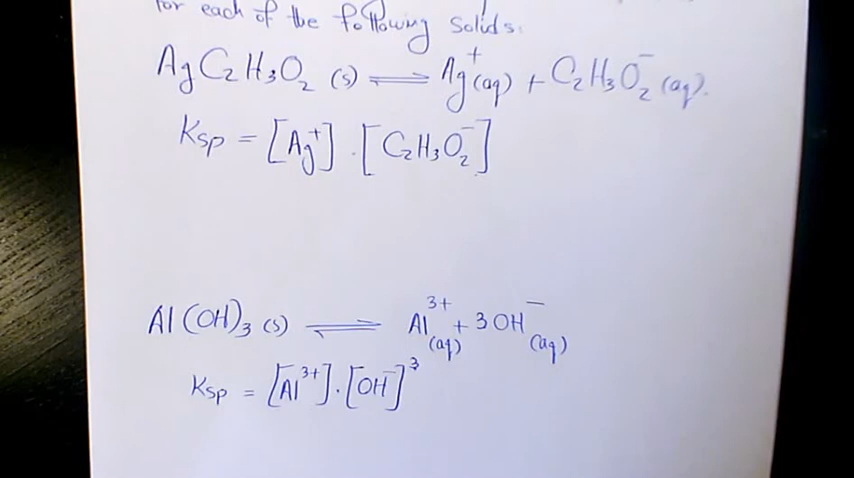 for each of the following solids:
AgC₂H₃O₂ (s) ⇌ Ag⁺(aq) + C₂H₃O₂⁻ (aq).
Ksp = [Ag⁺] . [C₂H₃O₂⁻]
Al(OH)₃ (s) ⇌ Al³⁺(aq) + 3OH⁻(aq)
Ksp = [Al³⁺] . [OH⁻]³